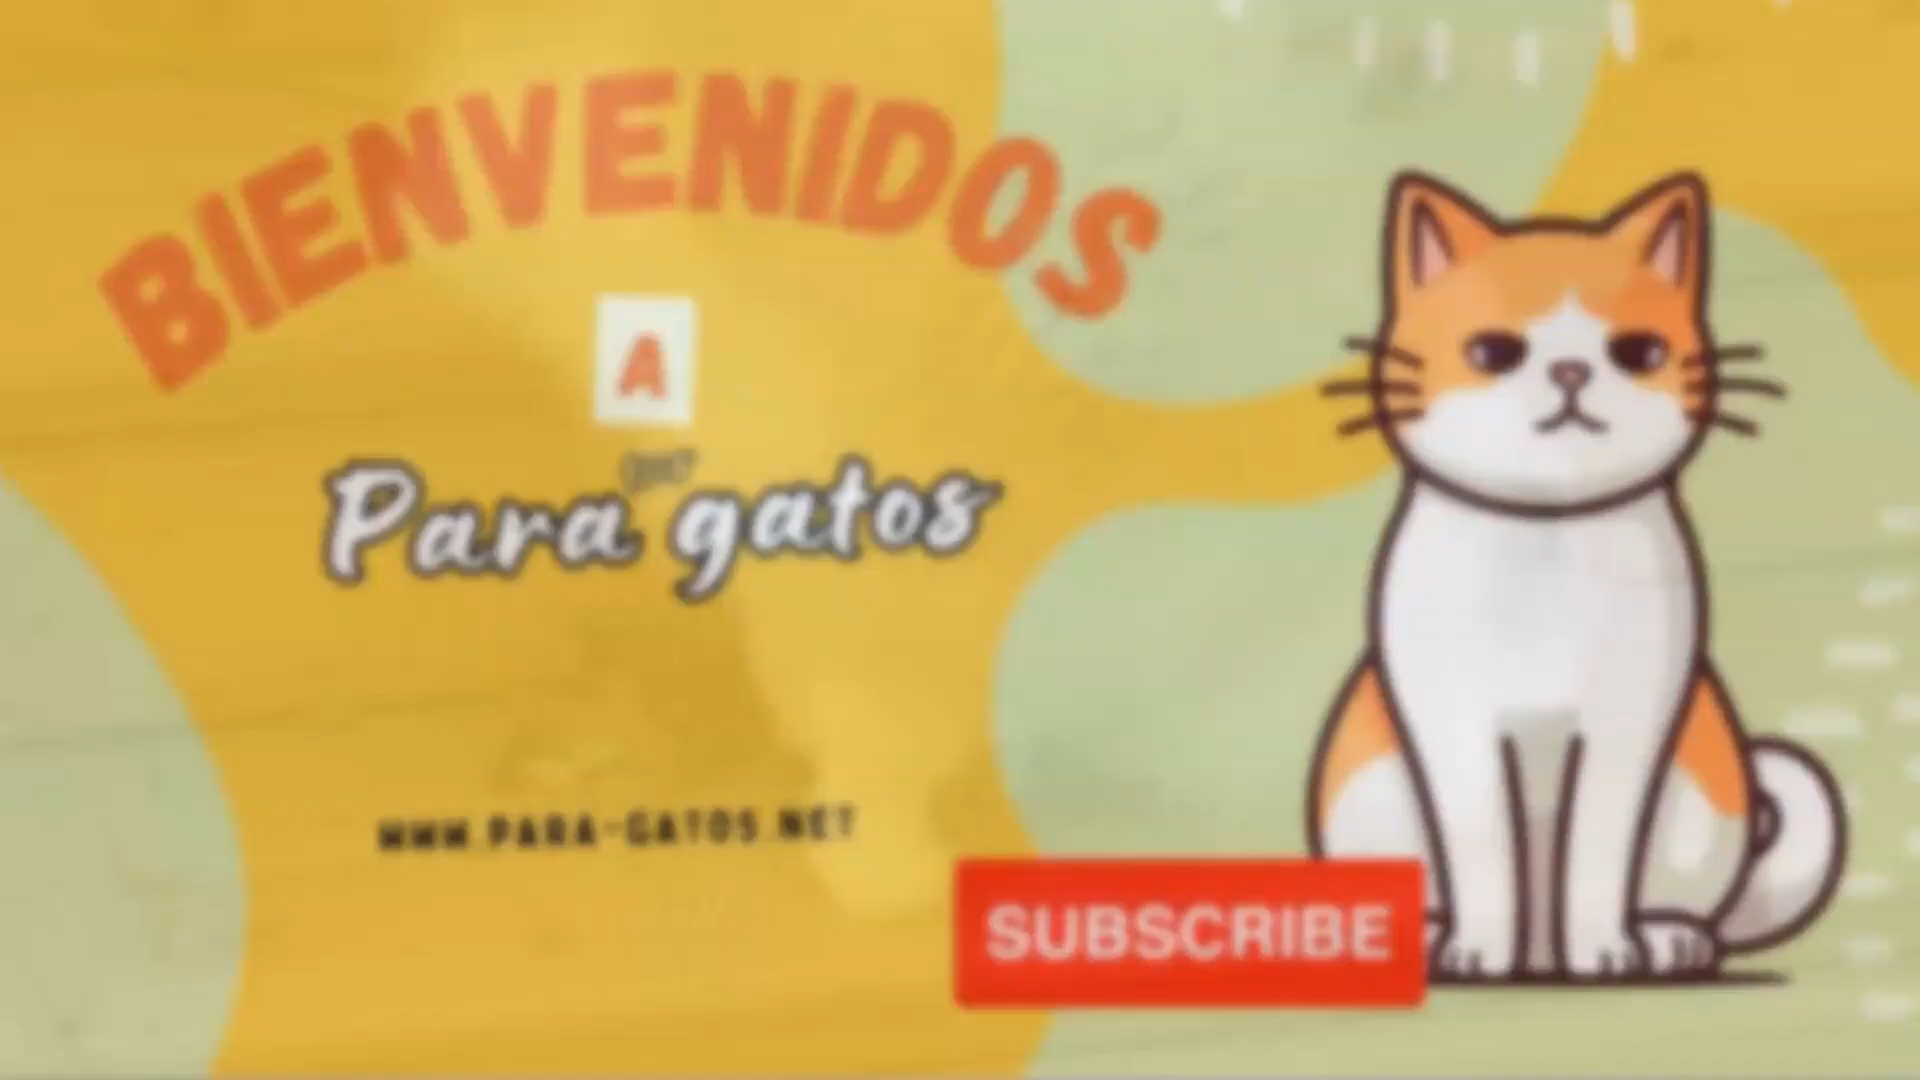 BIENVENIDOS
A
Para gatos
WWW.PARA-GATOS.NET
SUBSCRIBE